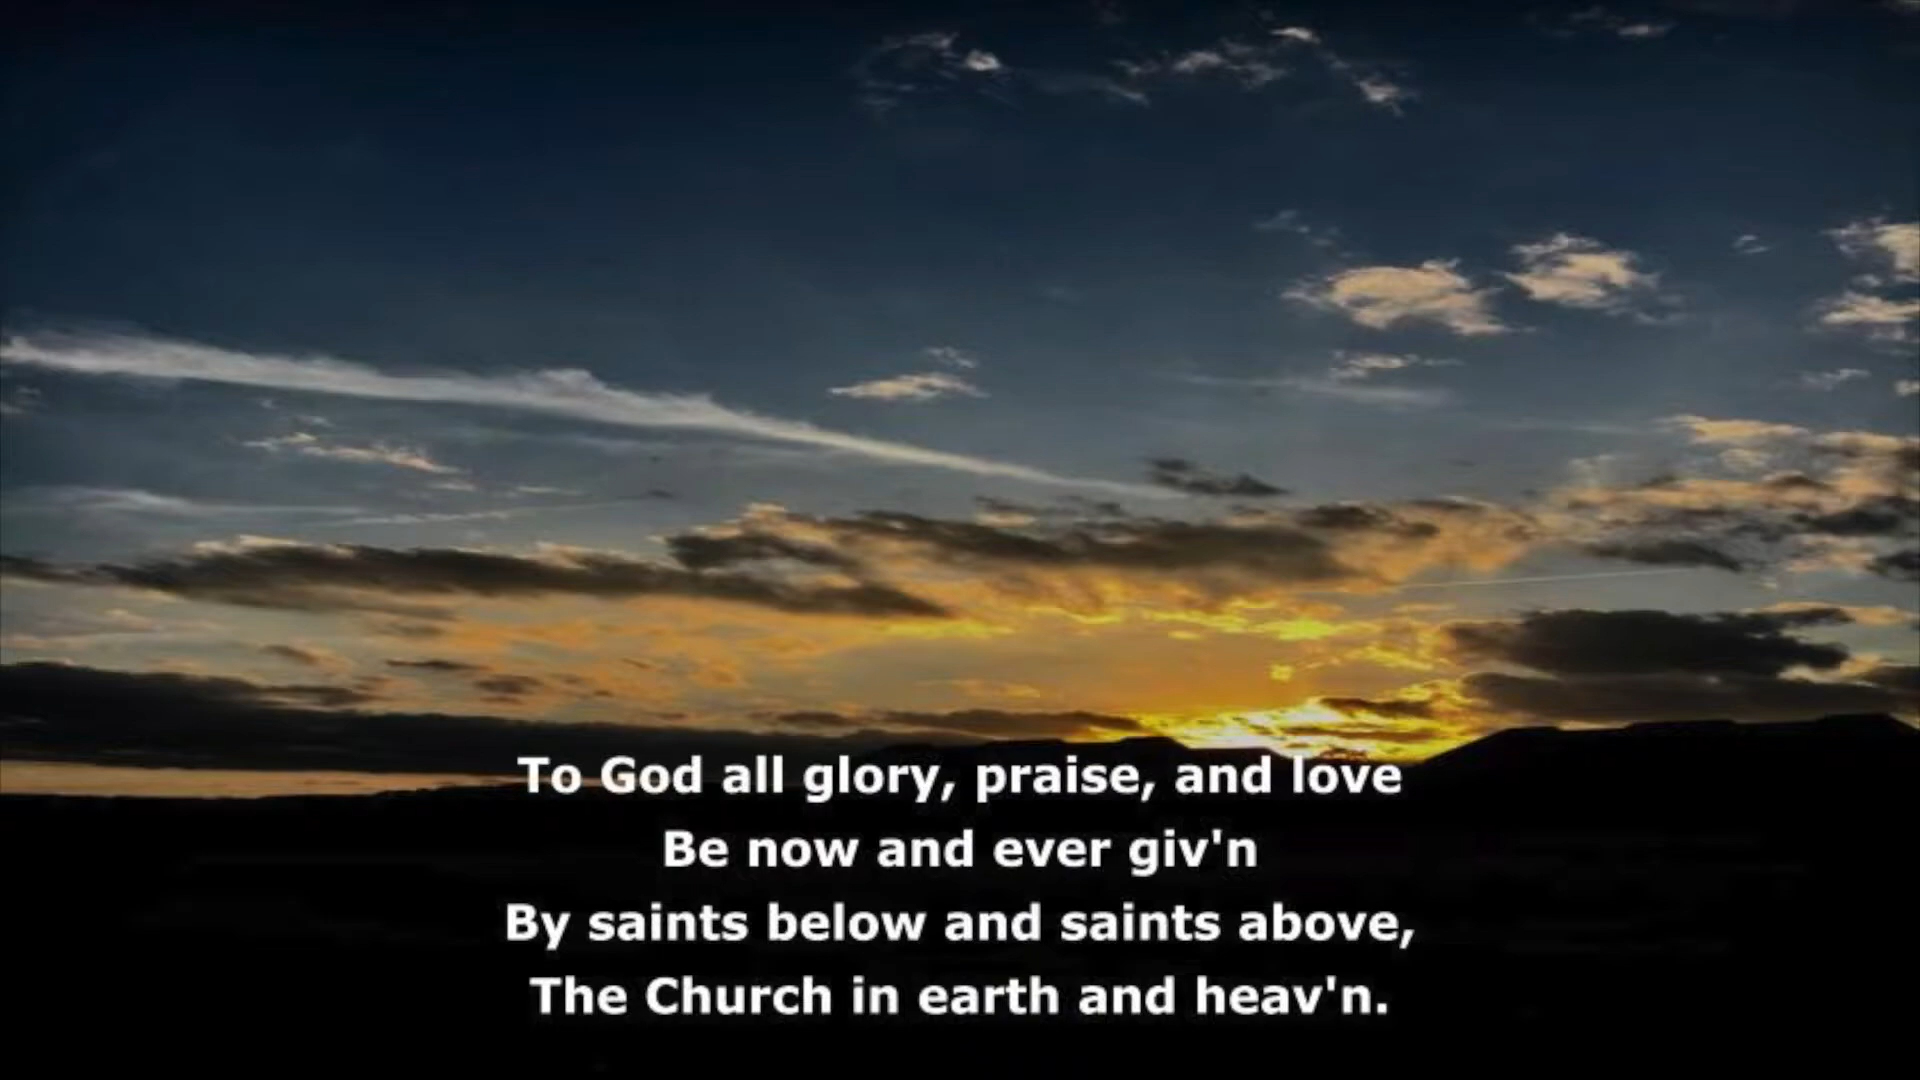 To God all glory, praise, and love
Be now and ever giv'n
By saints below and saints above,
The Church in earth and heav'n.